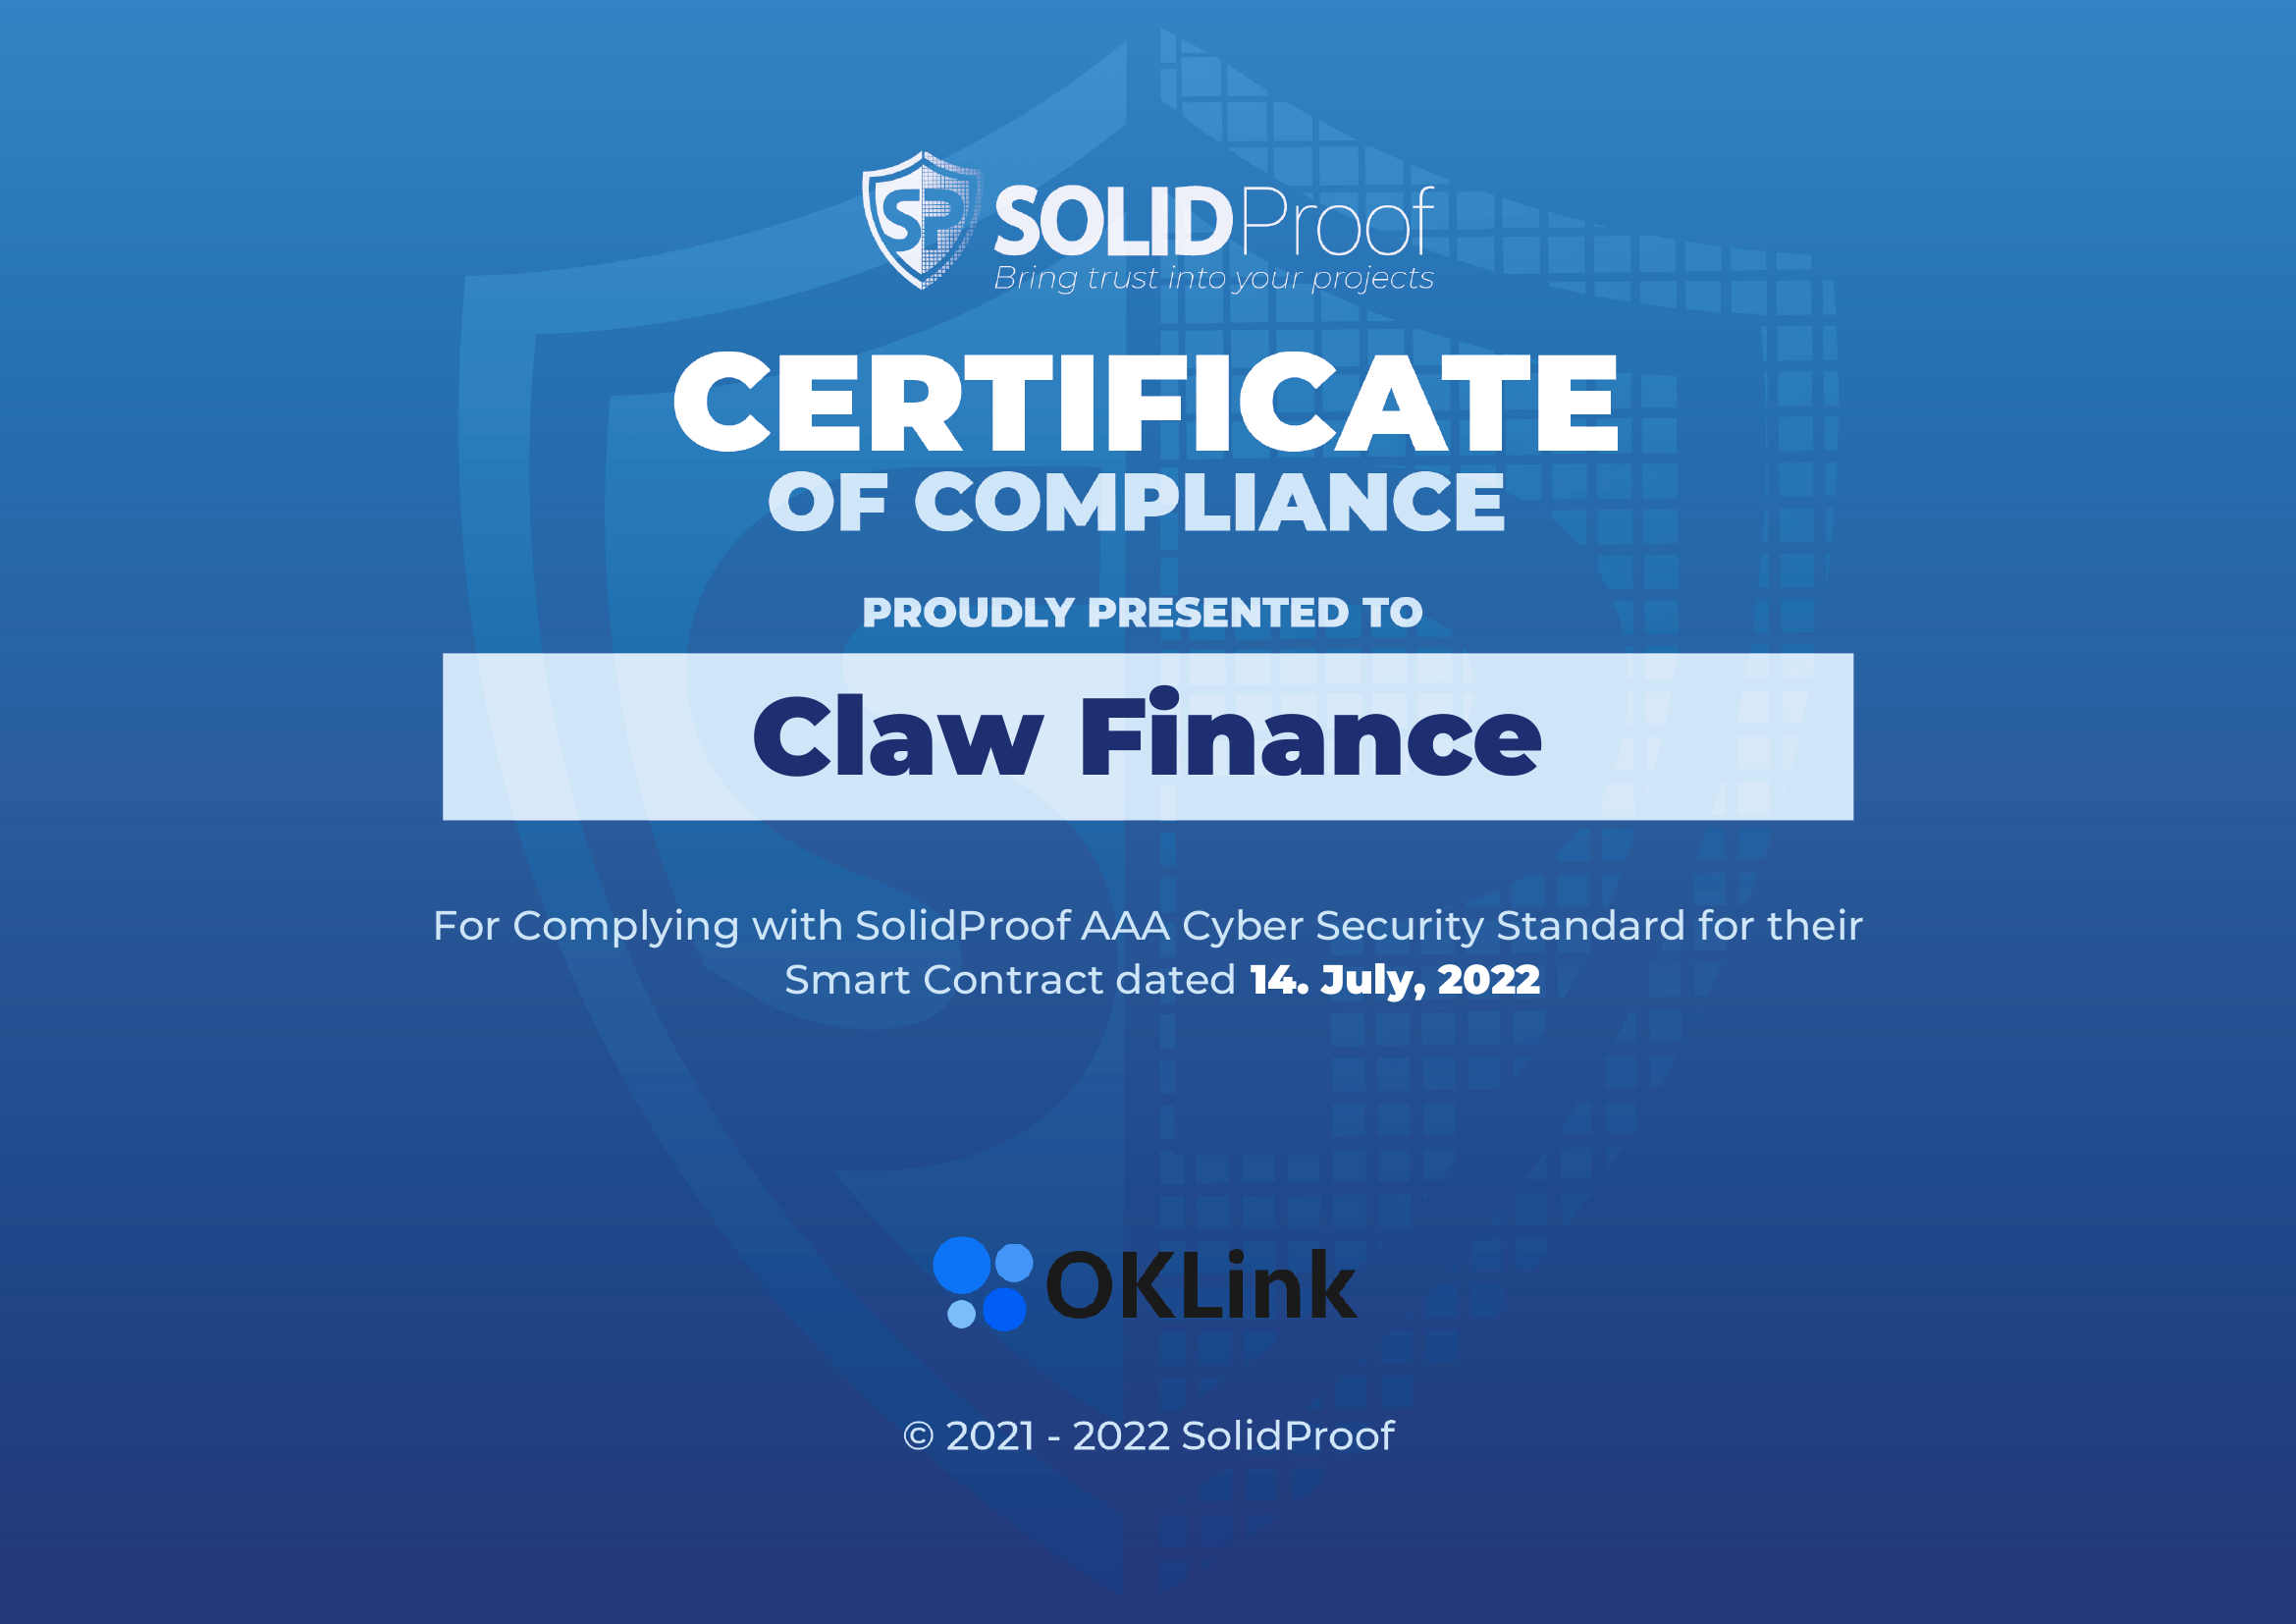 SP
SOLIDProof
Bring trust into your projects
CERTIFICATE
OF COMPLIANCE
PROUDLY PRESENTED TO
Claw Finance
For Complying with SolidProof AAA Cyber Security Standard for their
Smart Contract dated 14. July, 2022
OKLink
© 2021 - 2022 SolidProof